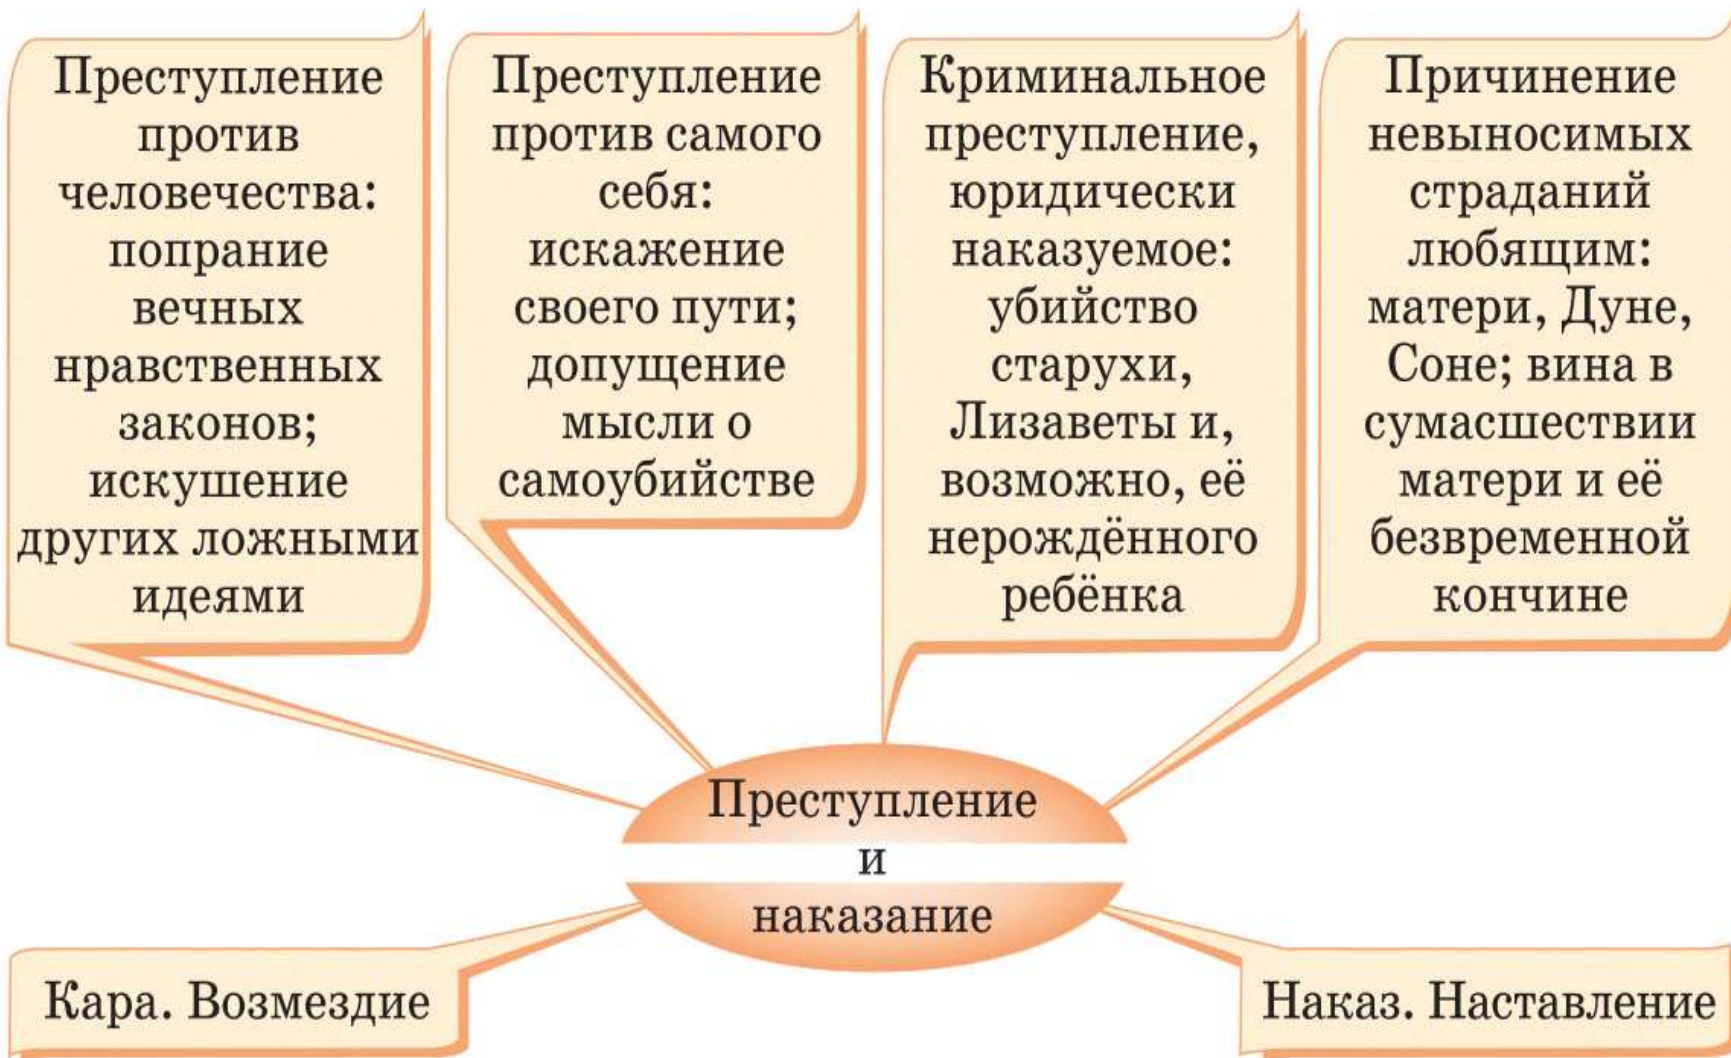 Преступление
против
человечества:
попрание
вечных
нравственных
законов;
искушение
других ложными
идеями
Преступление
против самого
себя:
искажение
своего пути;
допущение
мысли о
самоубийстве
Криминальное
преступление,
юридически
наказуемое:
убийство
старухи,
Лизаветы и,
возможно, её
нерождённого
ребёнка
Причинение
невыносимых
страданий
любящим:
матери, Дуне,
Соне; вина в
сумасшествии
матери и её
безвременной
кончине
Преступление
и
наказание
Кара. Возмездие
Наказ. Наставление